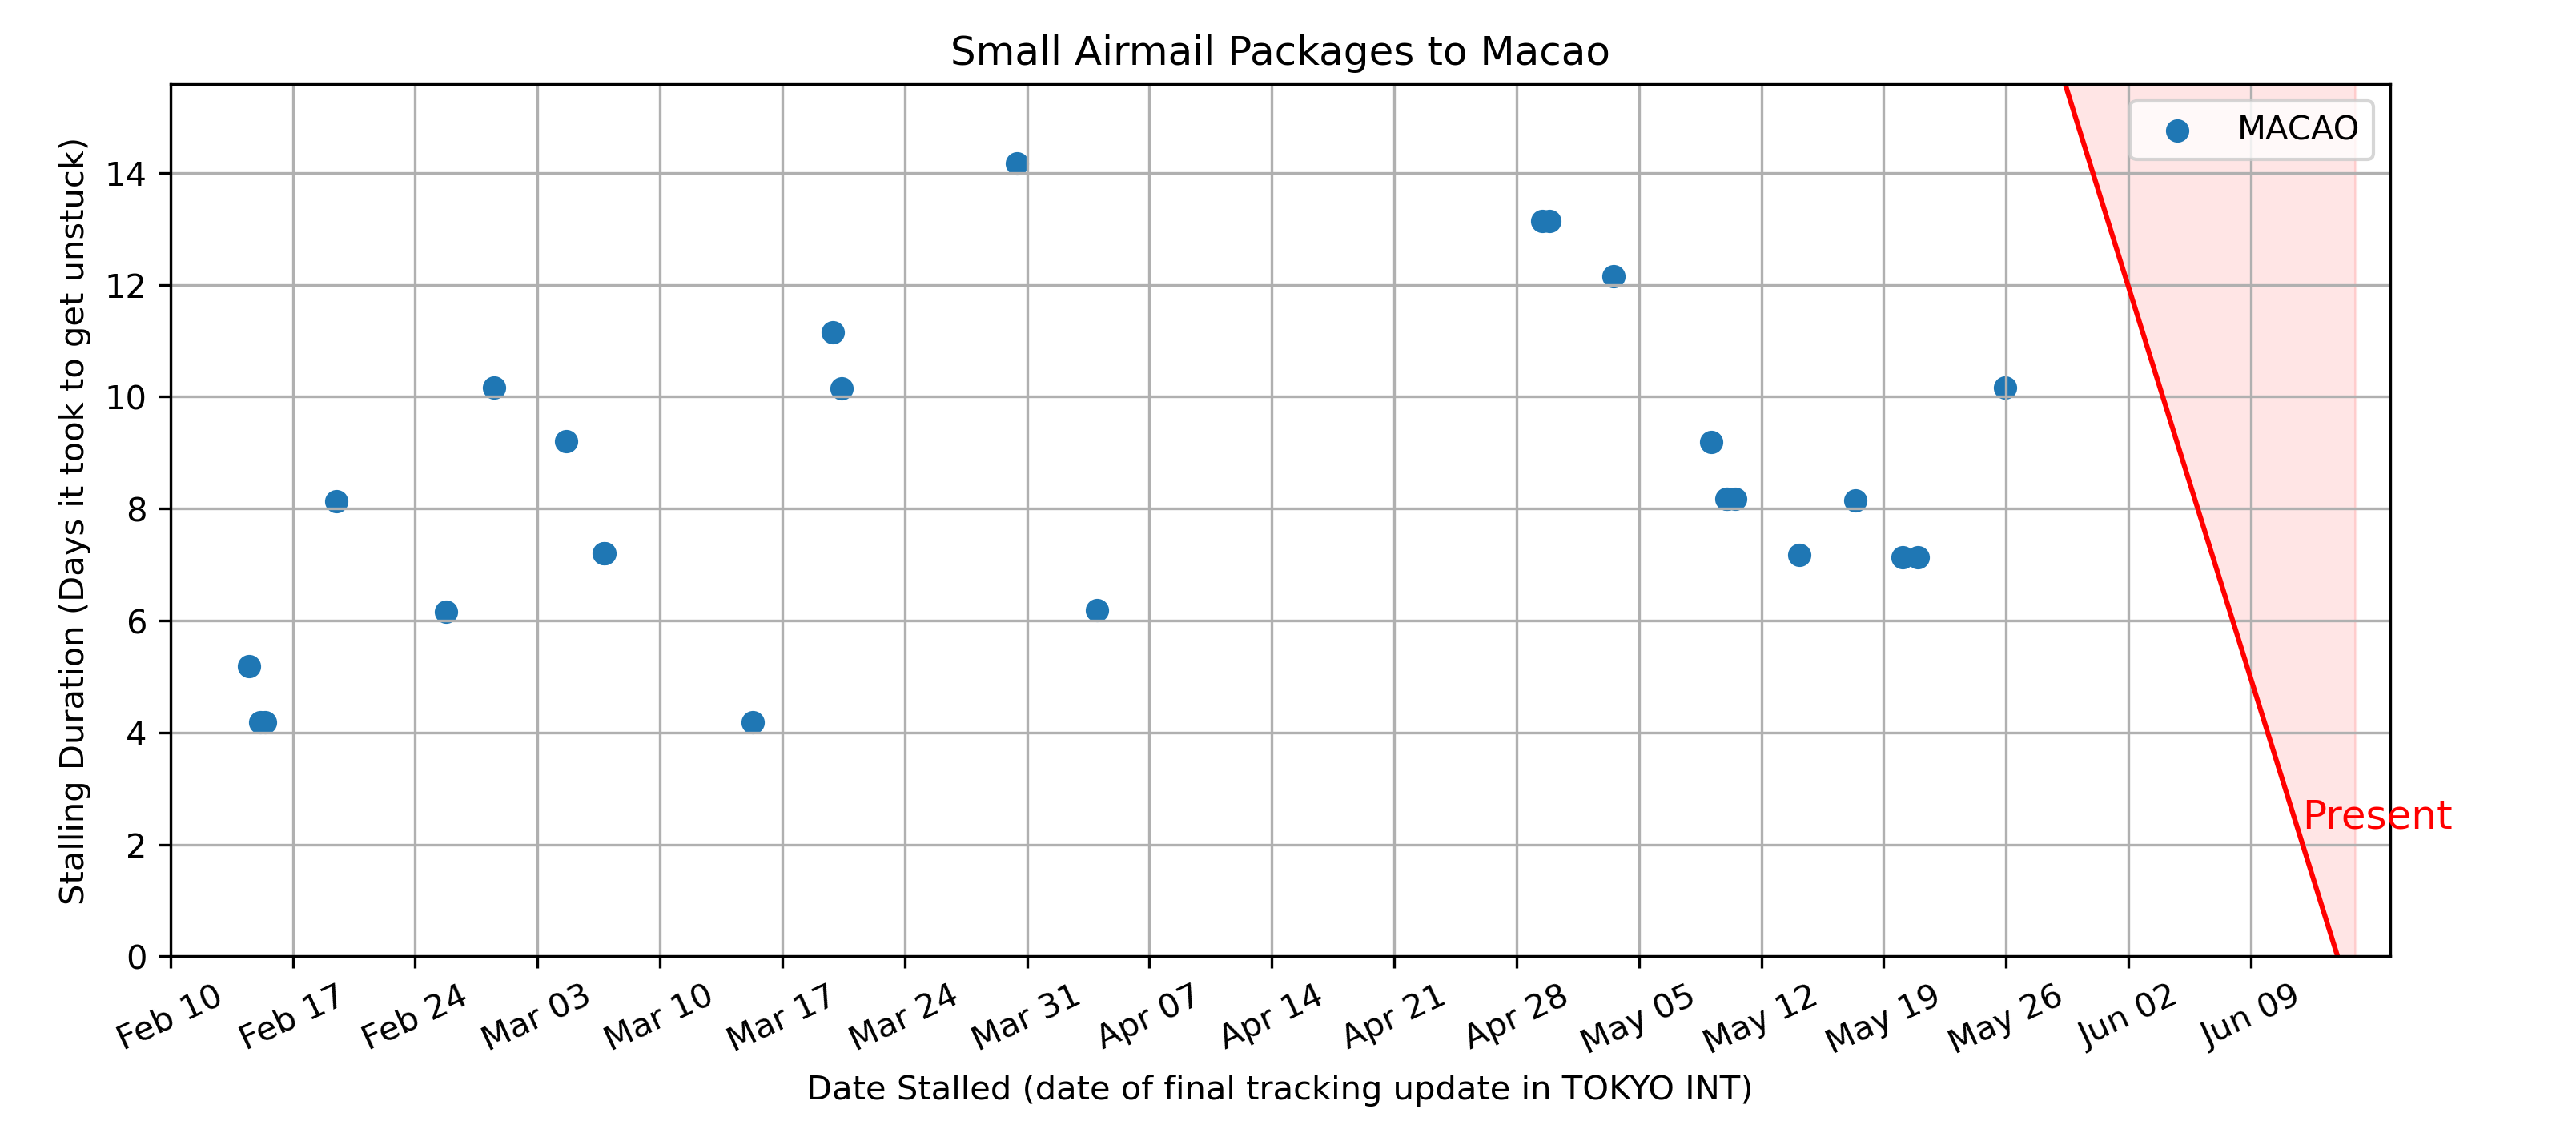 Small Airmail Packages to Macao
MACAO
Stalling Duration (Days it took to get unstuck)
14
12
10
8
6
4
2
0
Present
Feb 10
Feb 17
Feb 24
Mar 03
Mar 10
Mar 17
Mar 24
Mar 31
Apr 07
Apr 14
Apr 21
Apr 28
May 05
May 12
May 19
May 26
Jun 02
Jun 09
Date Stalled (date of final tracking update in TOKYO INT)